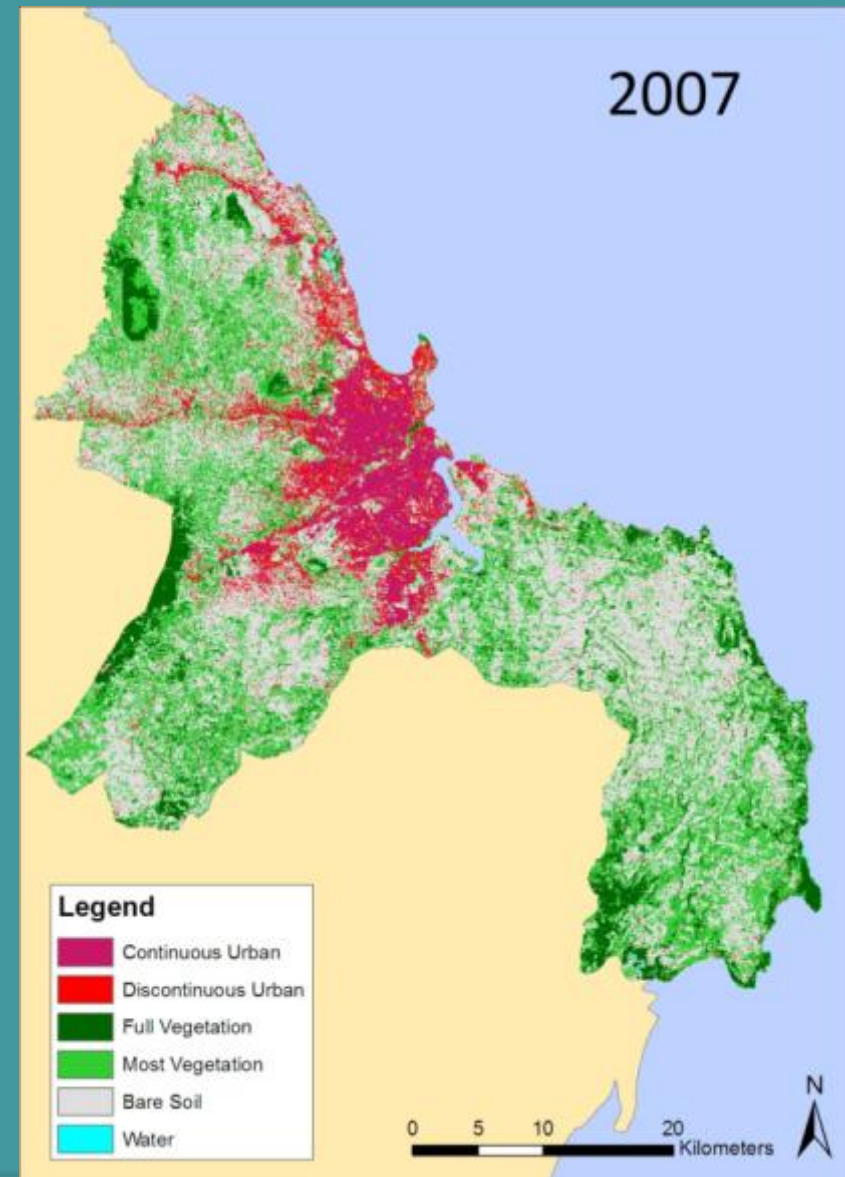 2007
Legend
Continuous Urban
Discontinuous Urban
Full Vegetation
Most Vegetation
Bare Soil
Water
0 5 10 20
Kilometers
N